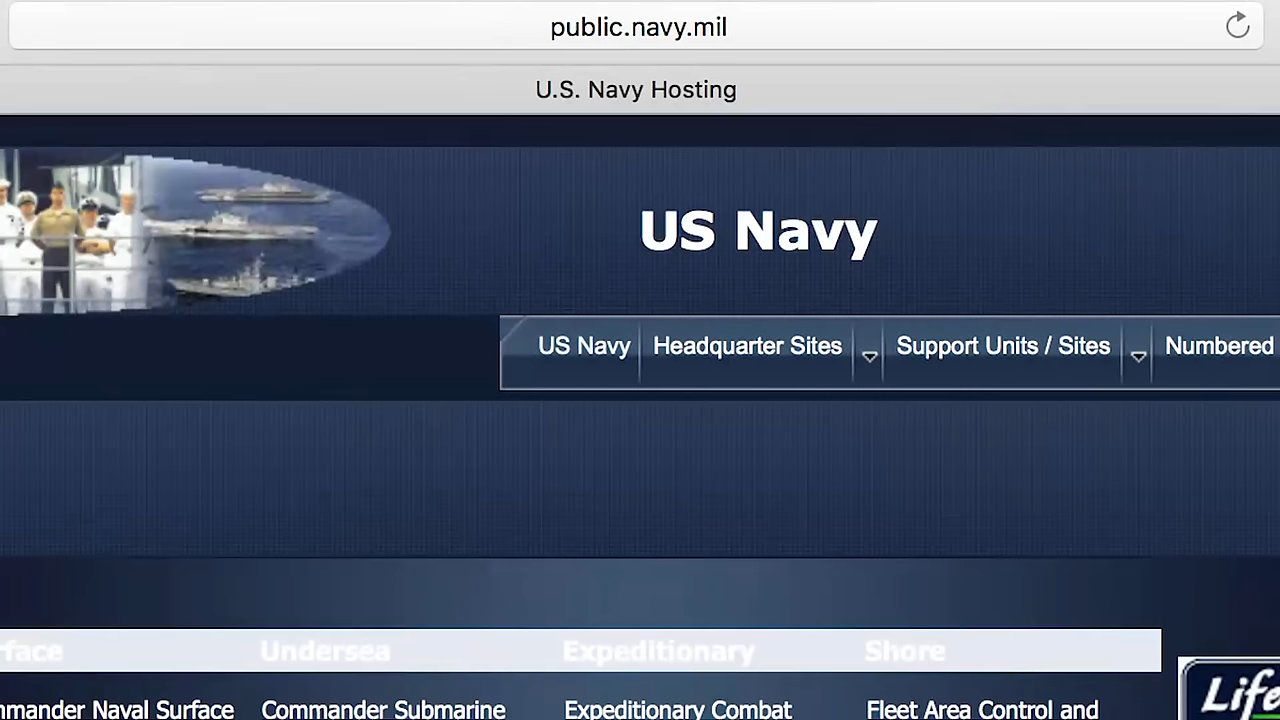 public.navy.mil
U.S. Navy Hosting
US Navy
US Navy Headquarter Sites Support Units / Sites Numbered
rface Undersea Expeditionary Shore
mmander Naval Surface Commander Submarine Expeditionary Combat Fleet Area Control and
Life